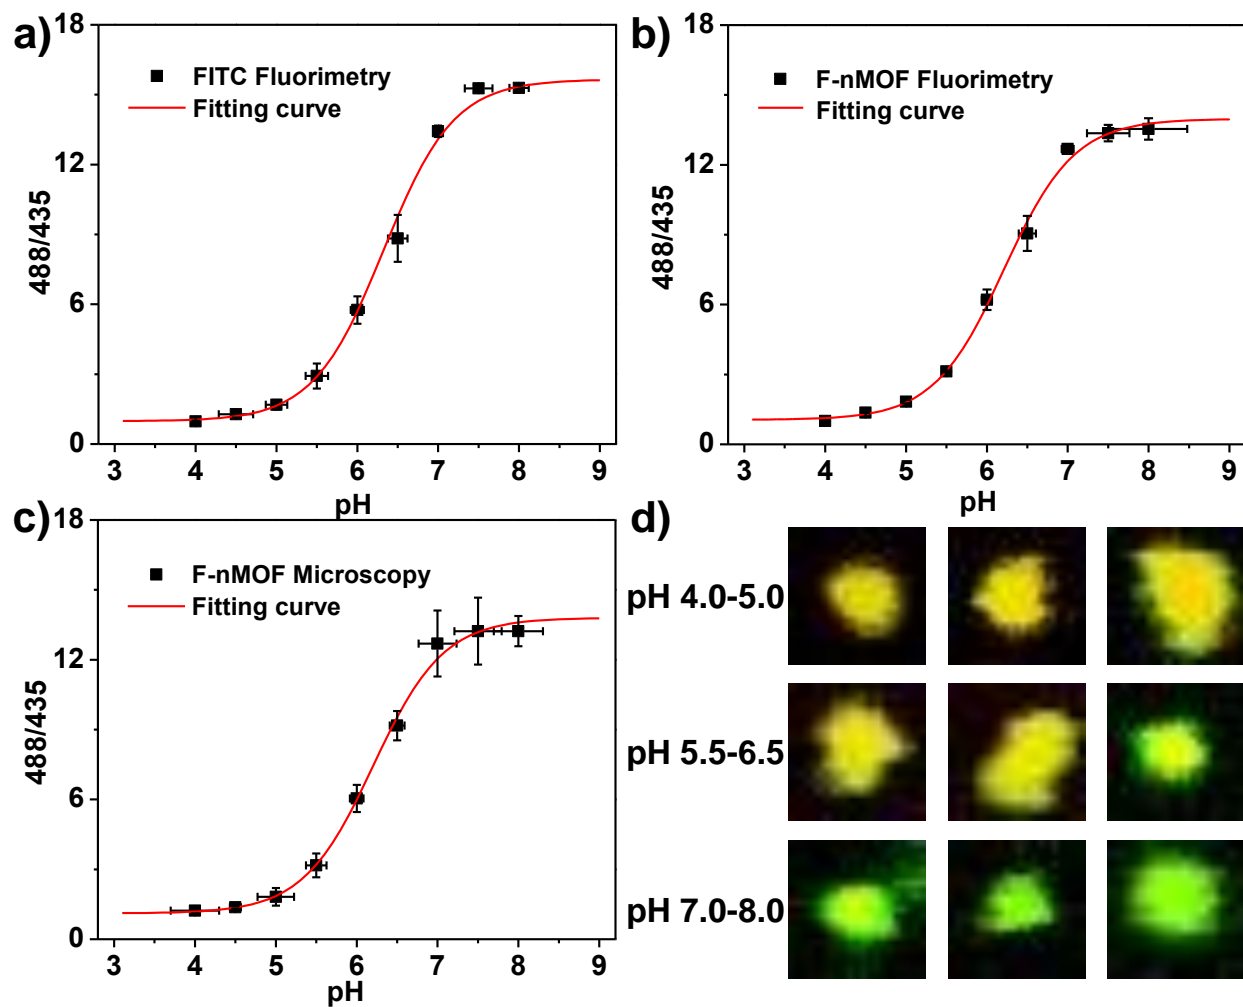 a)
18
12
6
0
488/435
FITC Fluorimetry
Fitting curve
3 4 5 6 7 8 9
pH
b)
18
12
6
0
488/435
F-nMOF Fluorimetry
Fitting curve
3 4 5 6 7 8 9
pH
c)
18
12
6
0
488/435
F-nMOF Microscopy
Fitting curve
3 4 5 6 7 8 9
pH
d)
pH 4.0-5.0
pH 5.5-6.5
pH 7.0-8.0